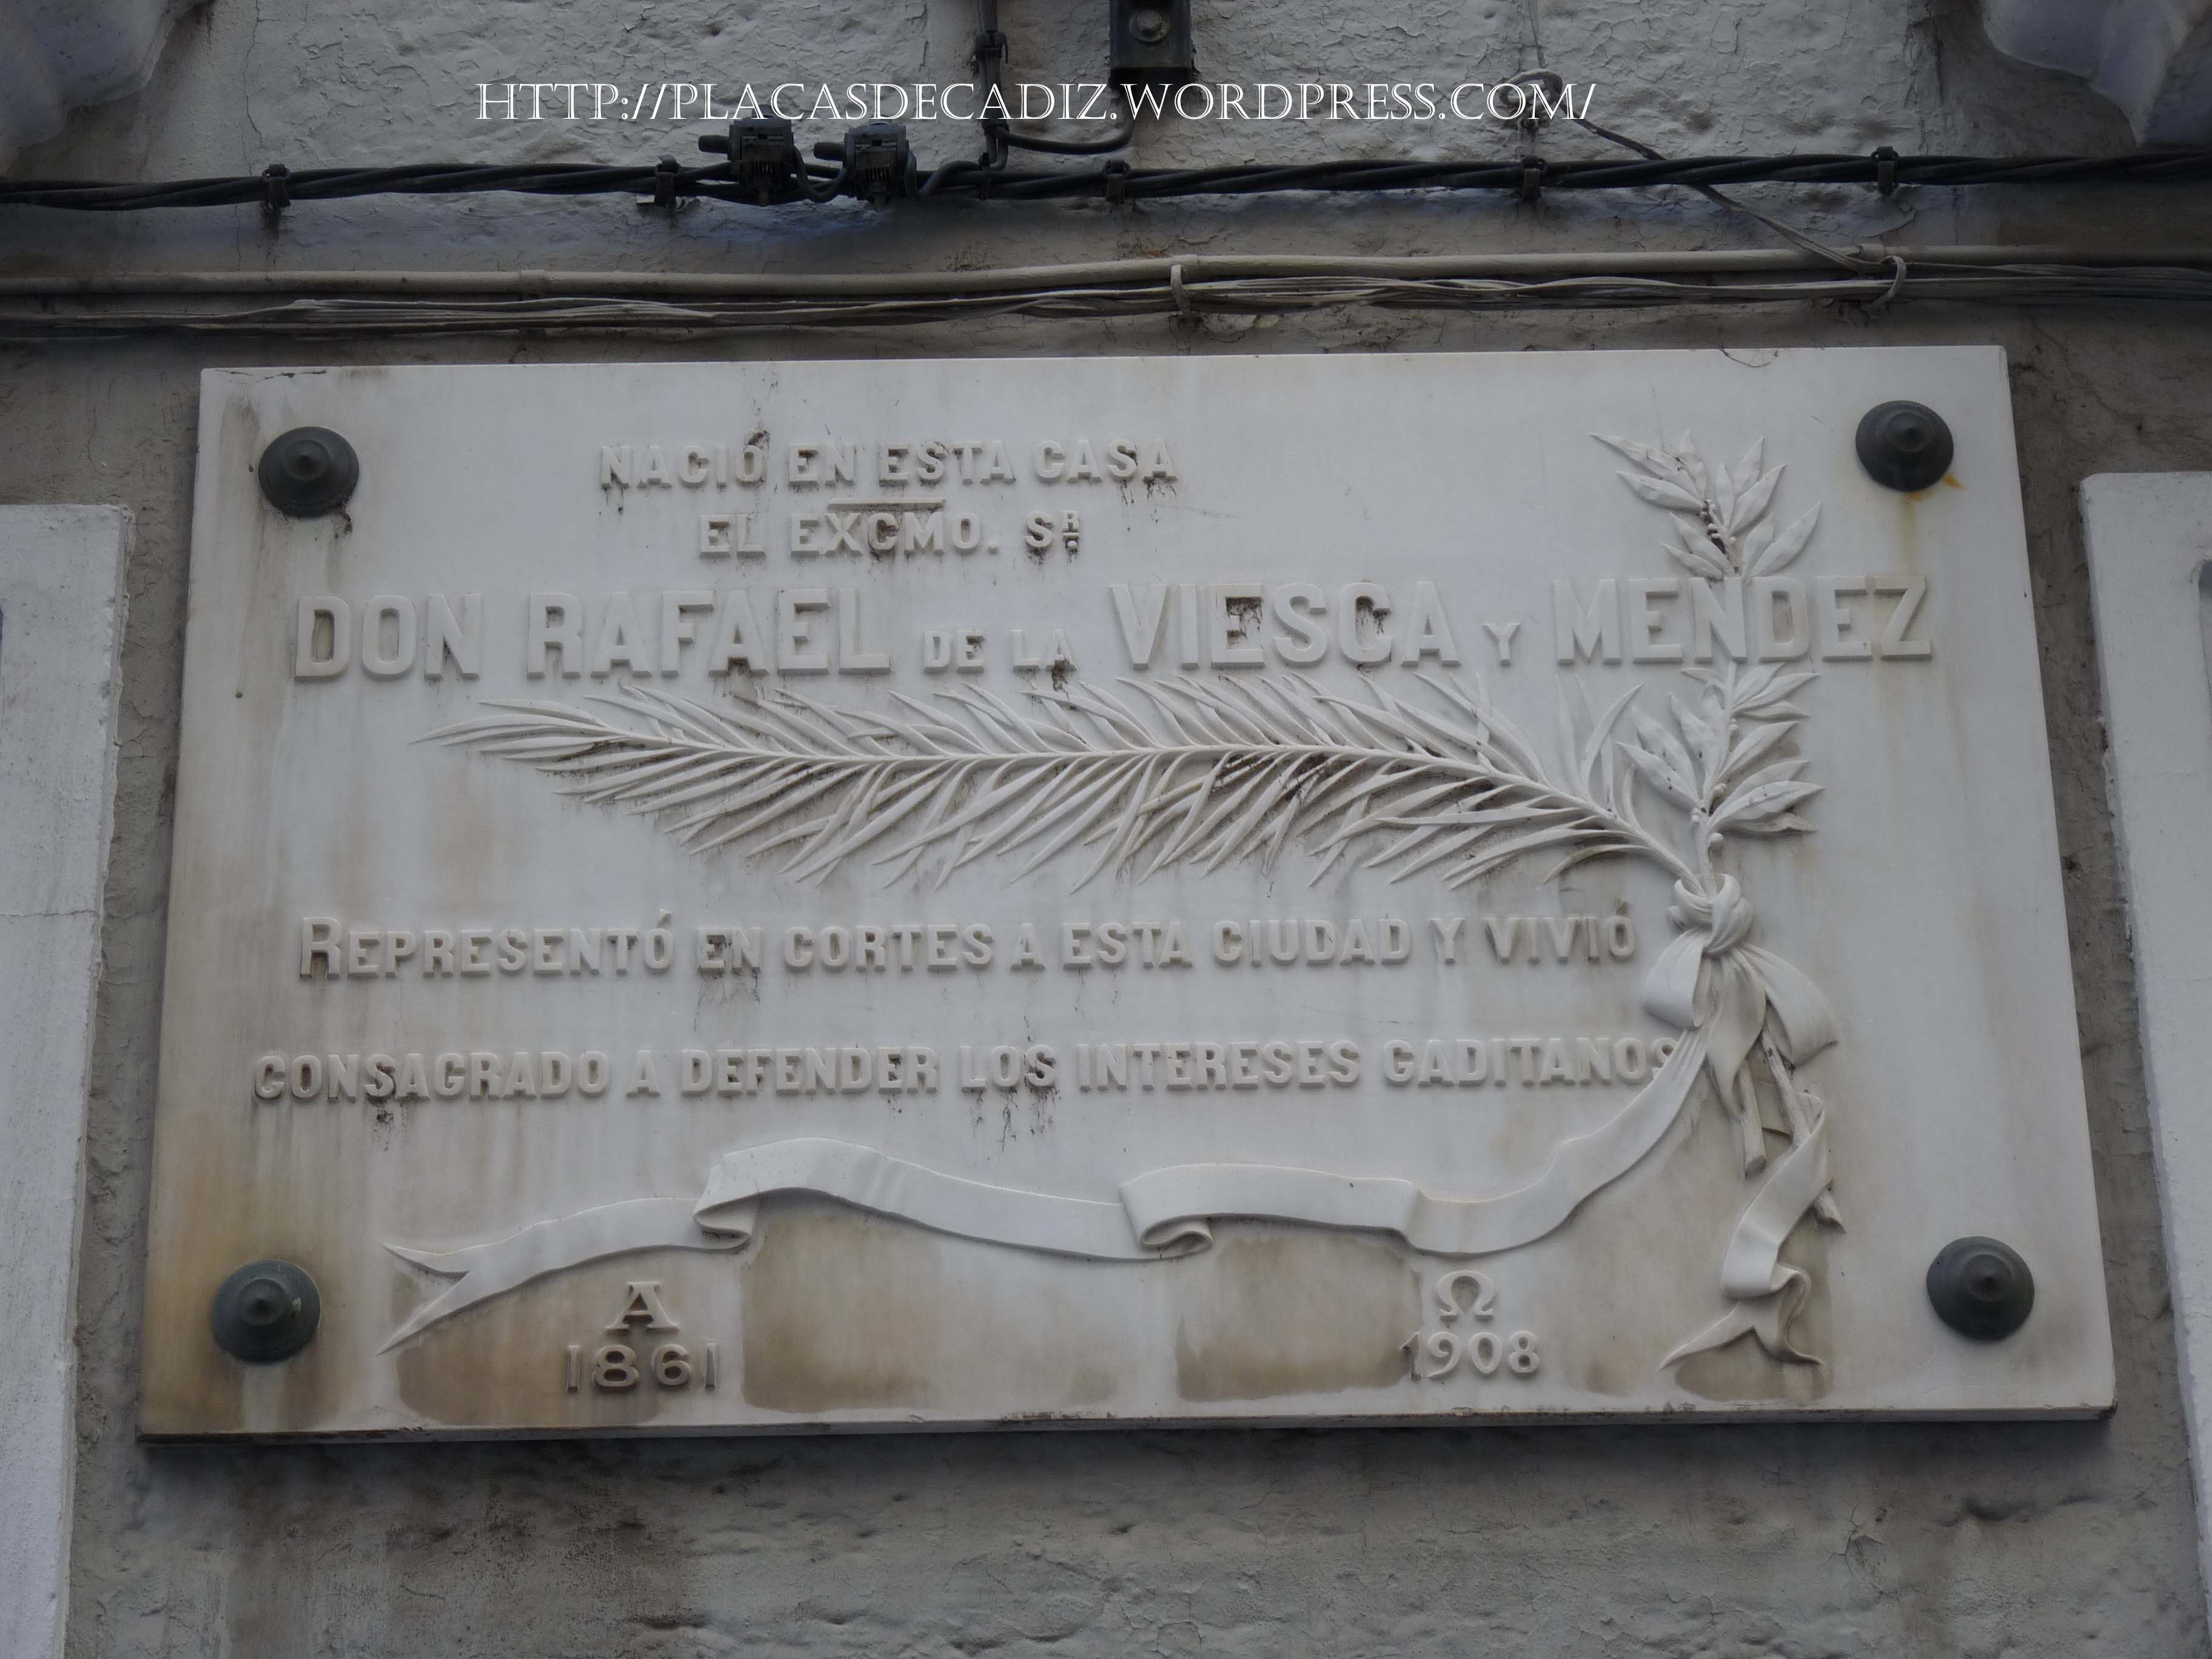 HTTP://PLACASDECADIZ.WORDPRESS.COM/
NACIÓ EN ESTA CASA
EL EXCMO. SR.
DON RAFAEL DE LA VIESCA Y MENDEZ
REPRESENTÓ EN CORTES A ESTA CIUDAD Y VIVIÓ
CONSAGRADO A DEFENDER LOS INTERESES GADITANOS
Α Ω
1861 1908